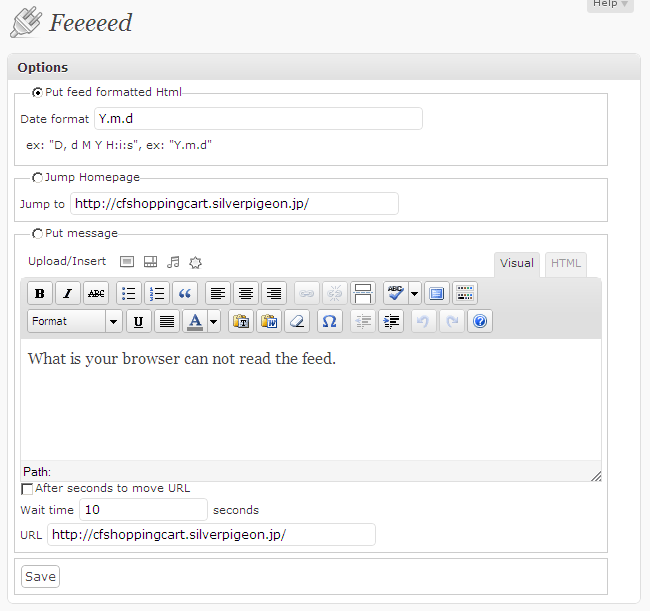 Help
Feeeeed
Options
Put feed formatted Html
Date format Y.m.d
ex: "D, d M Y H:i:s", ex: "Y.m.d"
Jump Homepage
Jump to http://cfshoppingcart.silverpigeon.jp/
Put message
Upload/Insert Visual HTML
B I ABC ABC
Format U A T W Ω ?
What is your browser can not read the feed.
Path:
After seconds to move URL
Wait time 10 seconds
URL http://cfshoppingcart.silverpigeon.jp/
Save